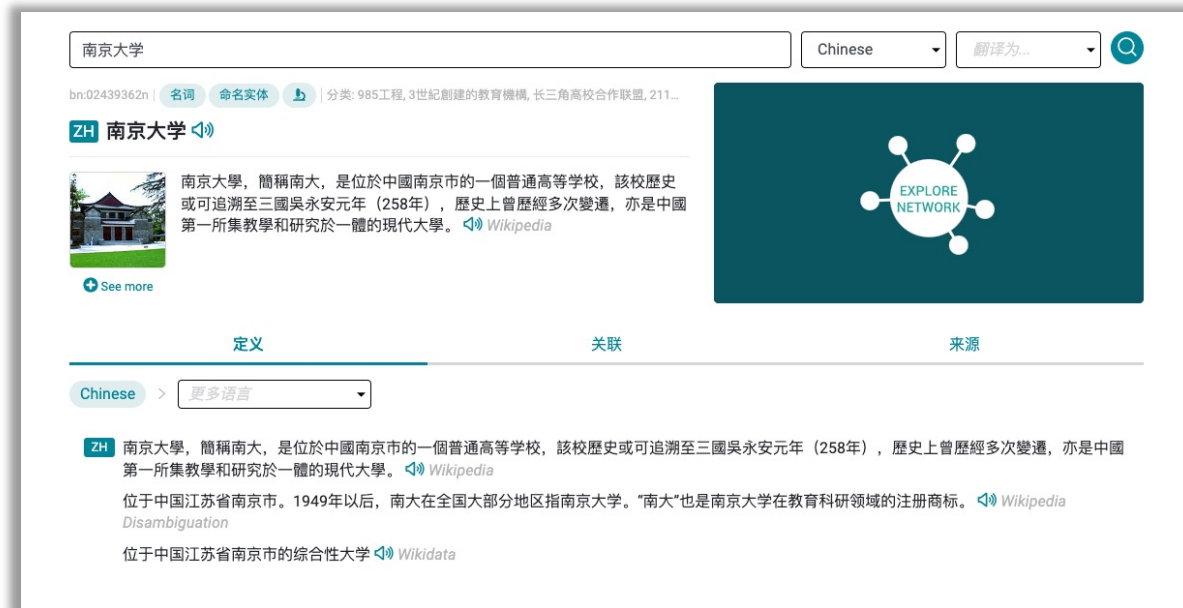 南京大学
Chinese
翻译为...
bn:02439362n | 名词 命名实体 | 分类: 985工程, 3世紀創建的教育機構, 长三角高校合作联盟, 211...
ZH 南京大学
南京大學，簡稱南大，是位於中國南京市的一個普通高等学校，該校歷史
或可追溯至三國吳永安元年（258年），歷史上曾歷經多次變遷，亦是中國
第一所集教學和研究於一體的現代大學。 Wikipedia
See more
EXPLORE
NETWORK
定义
关联
来源
Chinese > 更多语言
ZH 南京大學，簡稱南大，是位於中國南京市的一個普通高等学校，該校歷史或可追溯至三國吳永安元年（258年），歷史上曾歷經多次變遷，亦是中國
第一所集教學和研究於一體的現代大學。 Wikipedia
位于中国江苏省南京市。1949年以后，南大在全国大部分地区指南京大学。“南大”也是南京大学在教育科研领域的注册商标。 Wikipedia
Disambiguation
位于中国江苏省南京市的综合性大学 Wikidata